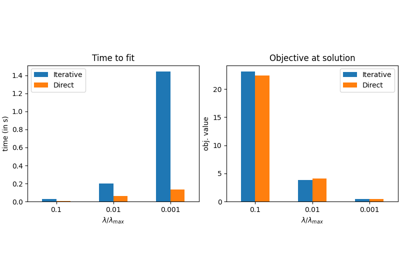 Time to fit
Objective at solution
Iterative
Direct
time (in s)
1.4
1.2
1.0
0.8
0.6
0.4
0.2
0.0
0.1
0.01
0.001
λ/λmax
Iterative
Direct
obj. value
20
15
10
5
0
0.1
0.01
0.001
λ/λmax